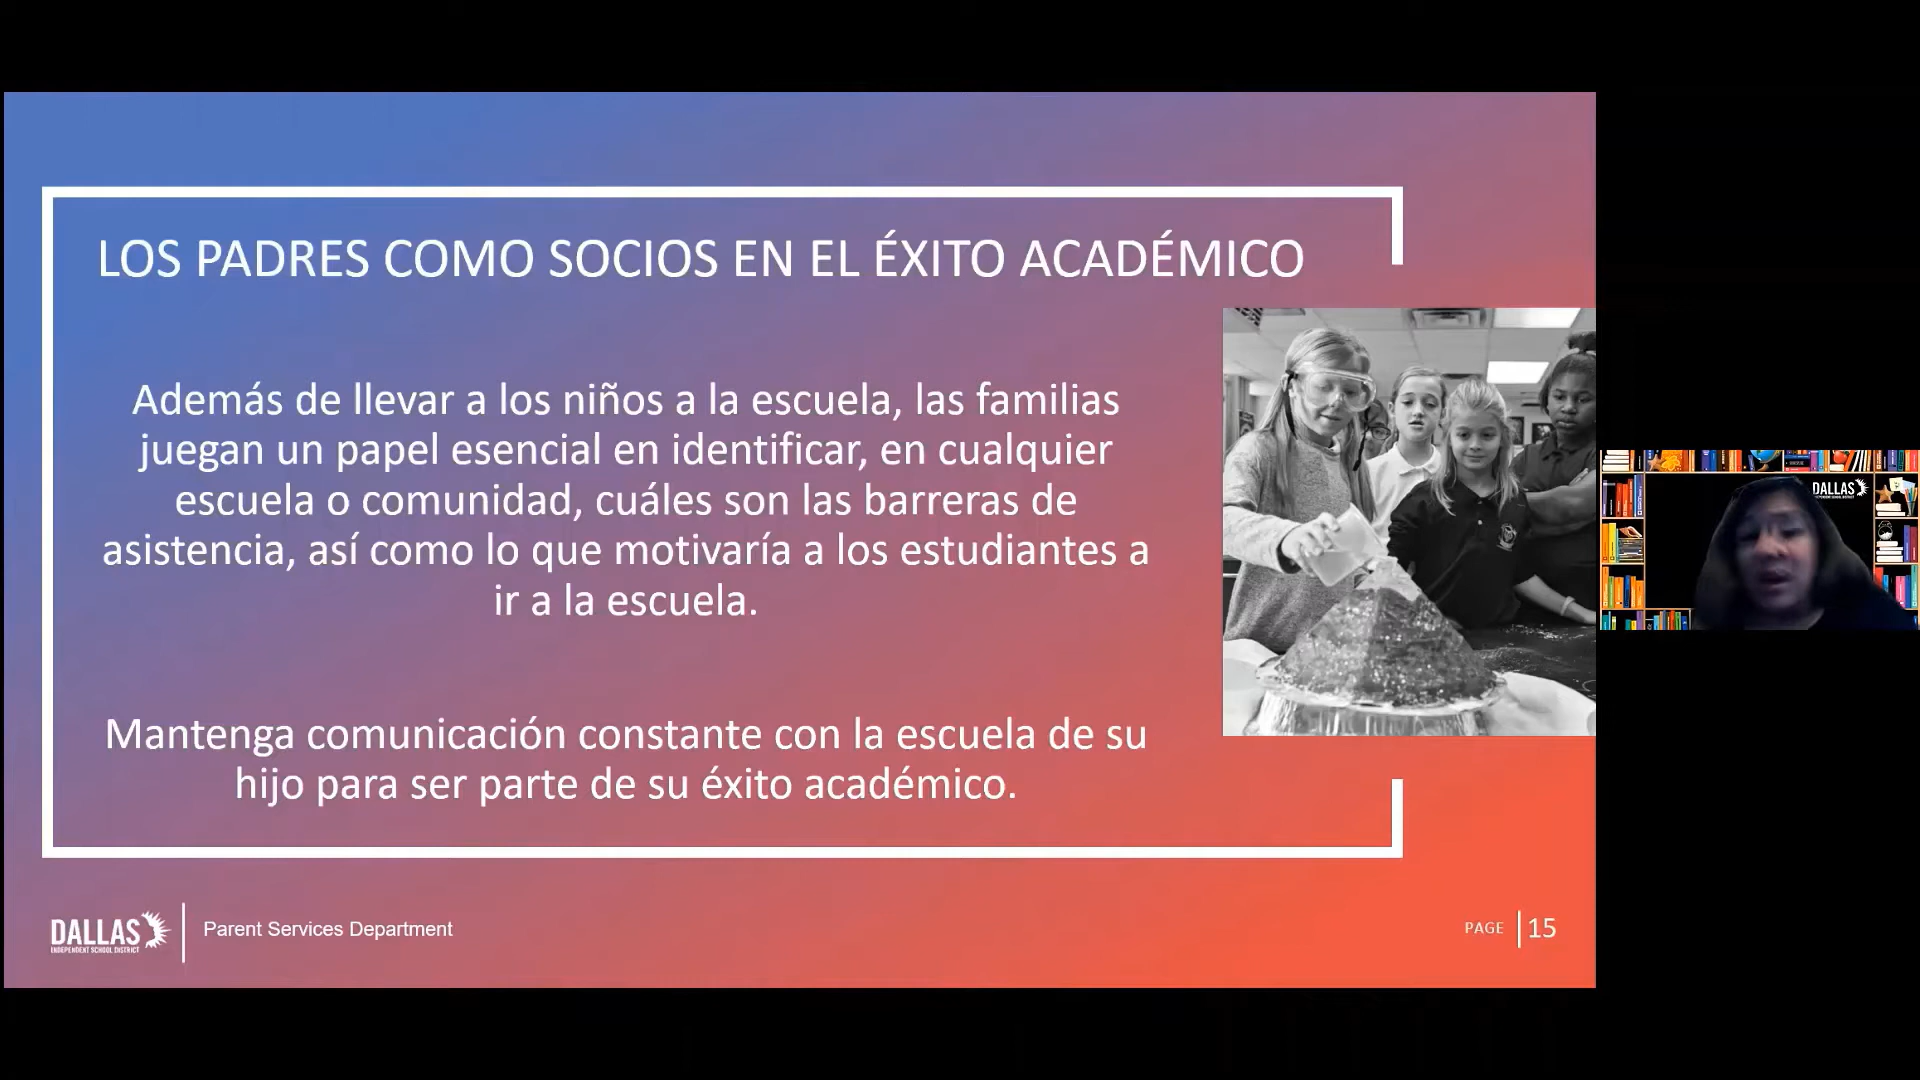 LOS PADRES COMO SOCIOS EN EL ÉXITO ACADÉMICO
Además de llevar a los niños a la escuela, las familias
juegan un papel esencial en identificar, en cualquier
escuela o comunidad, cuáles son las barreras de
asistencia, así como lo que motivaría a los estudiantes a
ir a la escuela.
Mantenga comunicación constante con la escuela de su
hijo para ser parte de su éxito académico.
DALLAS
INDEPENDENT SCHOOL DISTRICT
Parent Services Department
PAGE 15
DALLAS